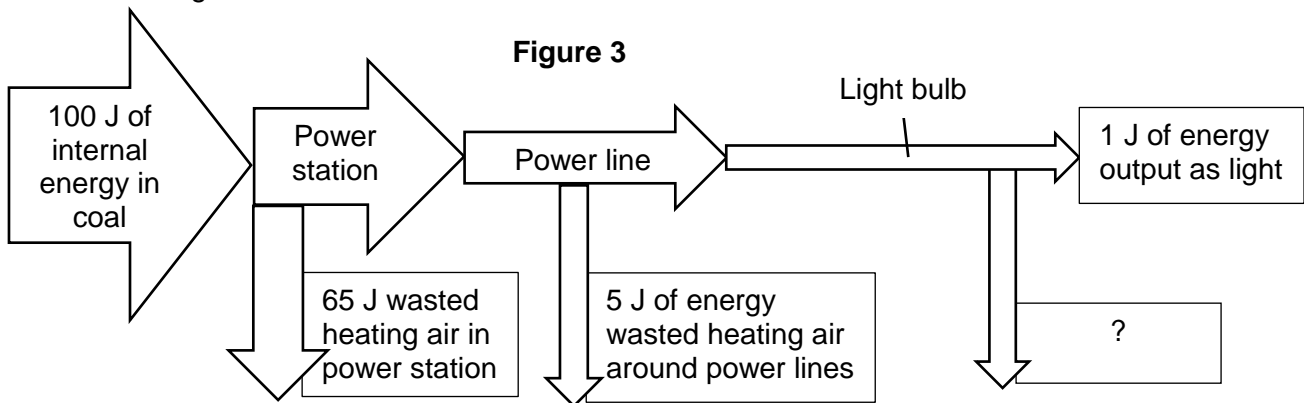 Figure 3
100 J of
internal
energy in
coal
Power
station
Power line
Light bulb
1 J of energy
output as light
65 J wasted
heating air in
power station
5 J of energy
wasted heating air
around power lines
?